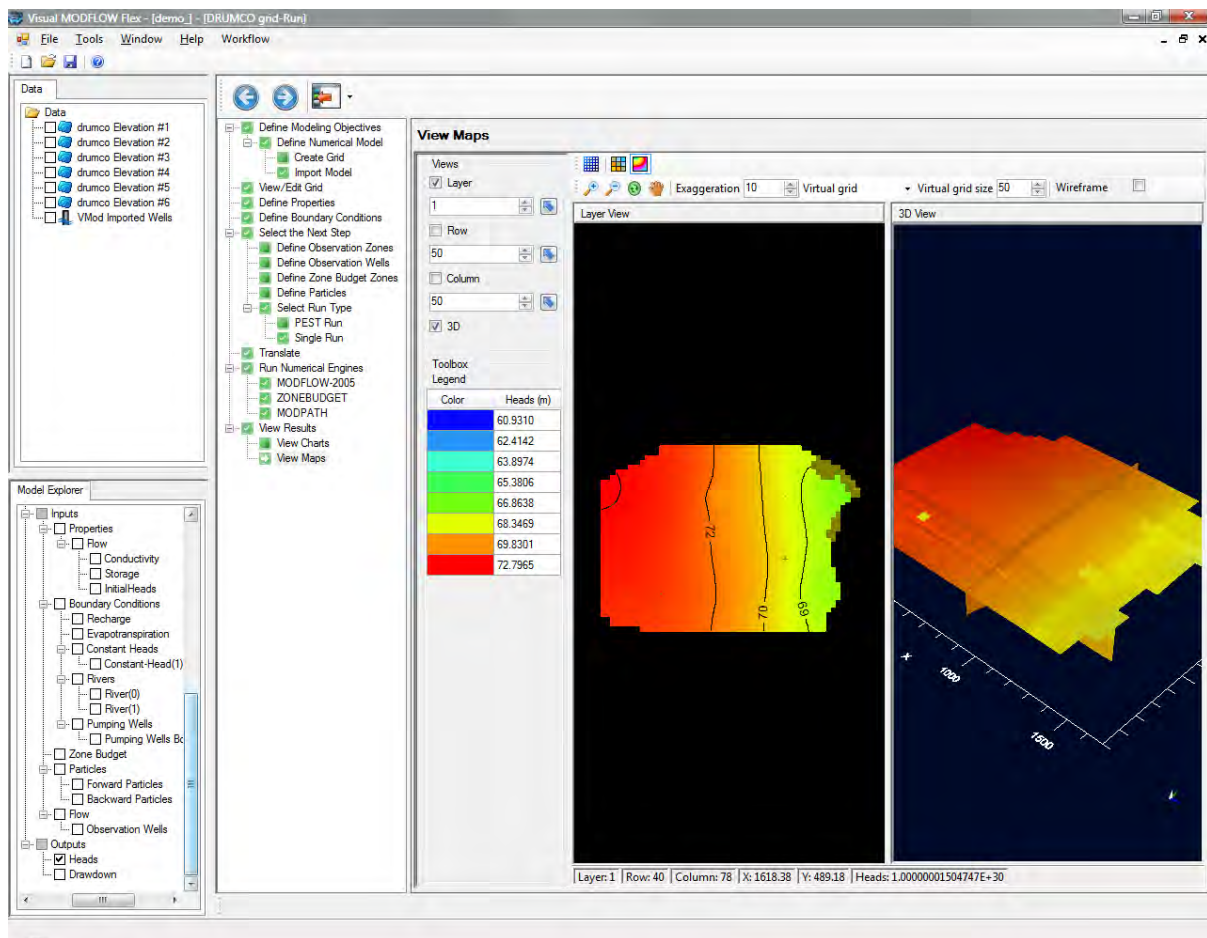 Visual MODFLOW Flex - [demo_] - [DRUMCO grid-Run]
File Tools Window Help Workflow
Data
Data
drumco Elevation #1
drumco Elevation #2
drumco Elevation #3
drumco Elevation #4
drumco Elevation #5
drumco Elevation #6
VMod Imported Wells
Model Explorer
Inputs
Properties
Flow
Conductivity
Storage
InitialHeads
Boundary Conditions
Recharge
Evapotranspiration
Constant Heads
Constant-Head(1)
Rivers
River(0)
River(1)
Pumping Wells
Pumping Wells Bc
Zone Budget
Particles
Forward Particles
Backward Particles
Flow
Observation Wells
Outputs
Heads
Drawdown
Define Modeling Objectives
Define Numerical Model
Create Grid
Import Model
View/Edit Grid
Define Properties
Define Boundary Conditions
Select the Next Step
Define Observation Zones
Define Observation Wells
Define Zone Budget Zones
Define Particles
Select Run Type
PEST Run
Single Run
Translate
Run Numerical Engines
MODFLOW-2005
ZONEBUDGET
MODPATH
View Results
View Charts
View Maps
View Maps
Views
Layer
1
Row
50
Column
50
3D
Toolbox
Legend
Color Heads (m)
60.9310
62.4142
63.8974
65.3806
66.8638
68.3469
69.8301
72.7965
Exaggeration 10 Virtual grid Virtual grid size 50 Wireframe
Layer View
72
70
69
3D View
X
1000
1500
Layer: 1 Row: 40 Column: 78 X: 1618.38 Y: 489.18 Heads: 1.00000001504747E+30